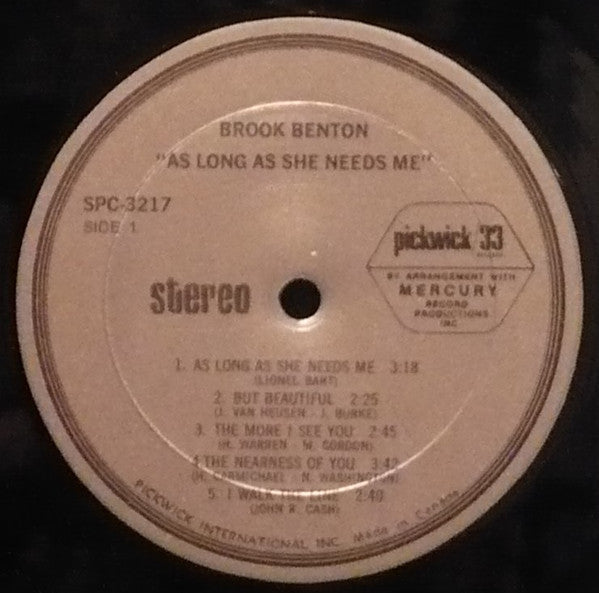 BROOK BENTON
"AS LONG AS SHE NEEDS ME"
SPC-3217
SIDE 1
pickwick/33
BY ARRANGEMENT WITH
MERCURY
RECORD
PRODUCTIONS
INC
stereo
1. AS LONG AS SHE NEEDS ME 3:18
(LIONEL BART)
2. BUT BEAUTIFUL 2:25
(J. VAN HEUSEN - J. BURKE)
3. THE MORE I SEE YOU 2:45
(H. WARREN - M. GORDON)
4 THE NEARNESS OF YOU 3:42
(H. CARMICHAEL - N. WASHINGTON)
5. I WALK THE LINE 2:40
(JOHN R. CASH)
PICKWICK INTERNATIONAL INC. Made in Canada